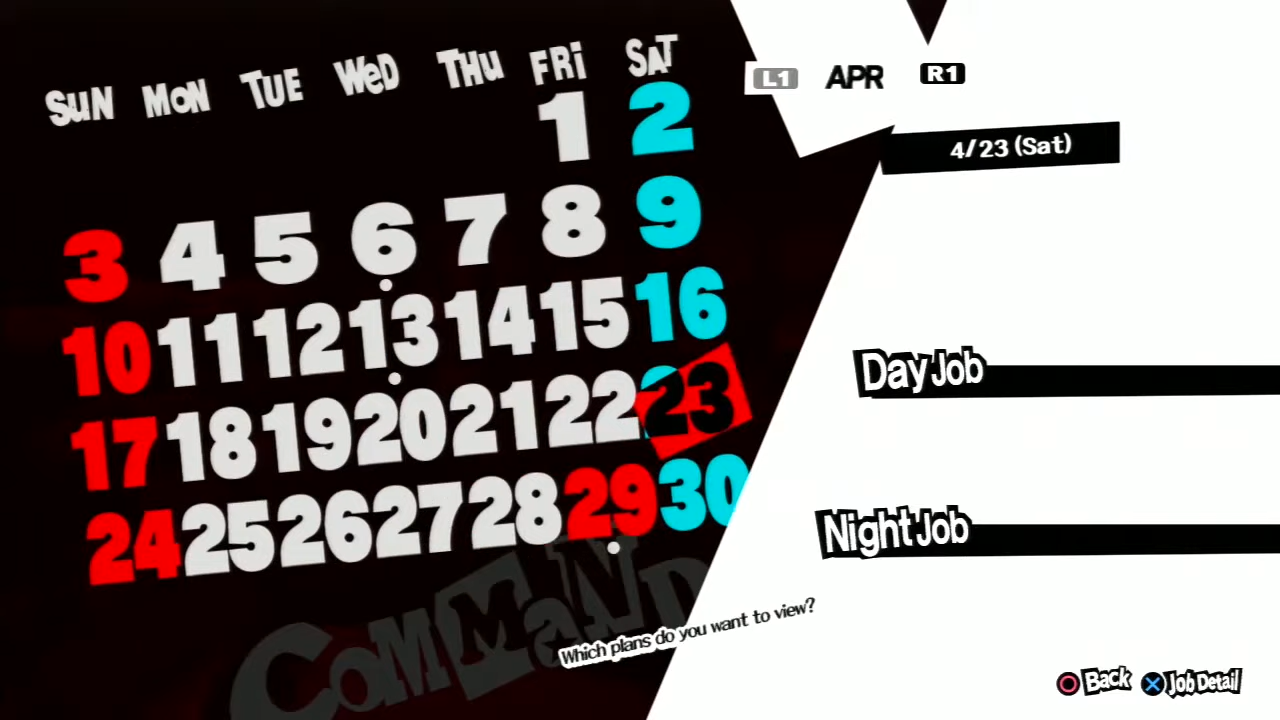 SUN MON TUE WeD THu FRi SAT
1 2
3 4 5 6 7 8 9
10 11 12 13 14 15 16
17 18 19 20 21 22 23
24 25 26 27 28 29 30
L1 APR R1
4/23 (Sat)
Day Job
Night Job
CoMMaND
Which plans do you want to view?
Back Job Detail